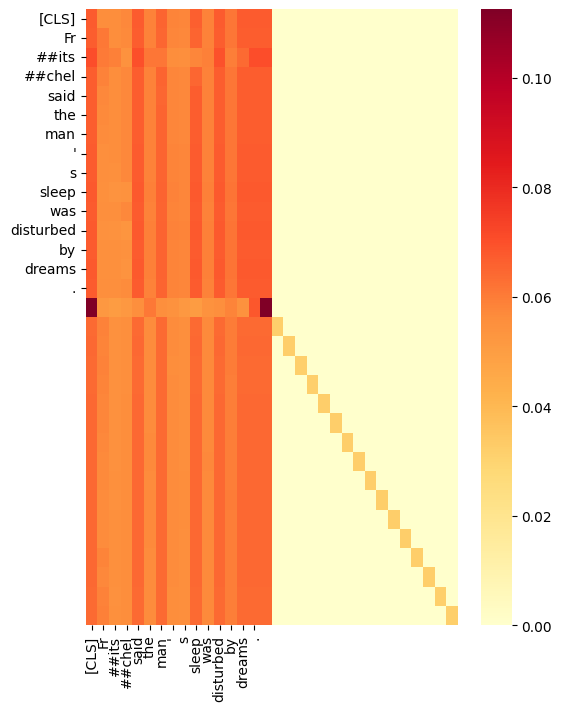 [CLS]
Fr
##its
##chel
said
the
man
'
s
sleep
was
disturbed
by
dreams
.
[CLS]
Fr
##its
##chel
said
the
man
'
s
sleep
was
disturbed
by
dreams
.
0.10
0.08
0.06
0.04
0.02
0.00